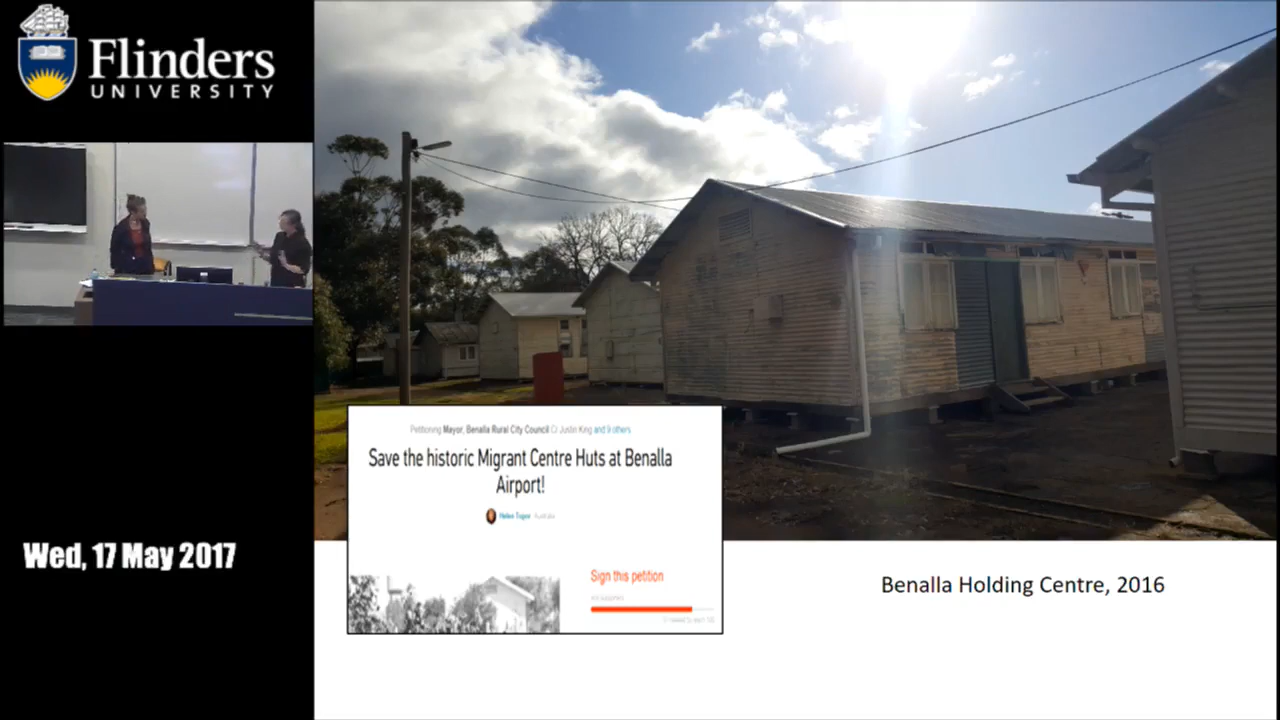 Flinders
UNIVERSITY
Wed, 17 May 2017
Petitioning Mayor, Benalla Rural City Council Cr Justin King and 9 others
Save the historic Migrant Centre Huts at Benalla
Airport!
Australia
Sign this petition
Benalla Holding Centre, 2016